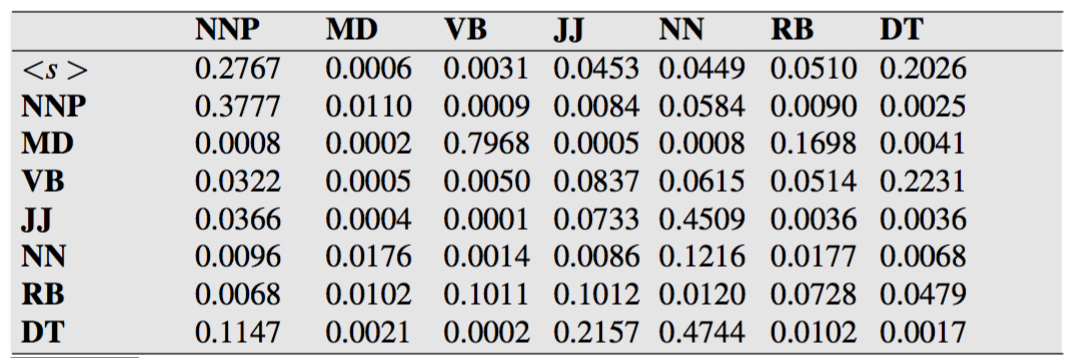 NNP MD VB JJ NN RB DT
<s > 0.2767 0.0006 0.0031 0.0453 0.0449 0.0510 0.2026
NNP 0.3777 0.0110 0.0009 0.0084 0.0584 0.0090 0.0025
MD 0.0008 0.0002 0.7968 0.0005 0.0008 0.1698 0.0041
VB 0.0322 0.0005 0.0050 0.0837 0.0615 0.0514 0.2231
JJ 0.0366 0.0004 0.0001 0.0733 0.4509 0.0036 0.0036
NN 0.0096 0.0176 0.0014 0.0086 0.1216 0.0177 0.0068
RB 0.0068 0.0102 0.1011 0.1012 0.0120 0.0728 0.0479
DT 0.1147 0.0021 0.0002 0.2157 0.4744 0.0102 0.0017